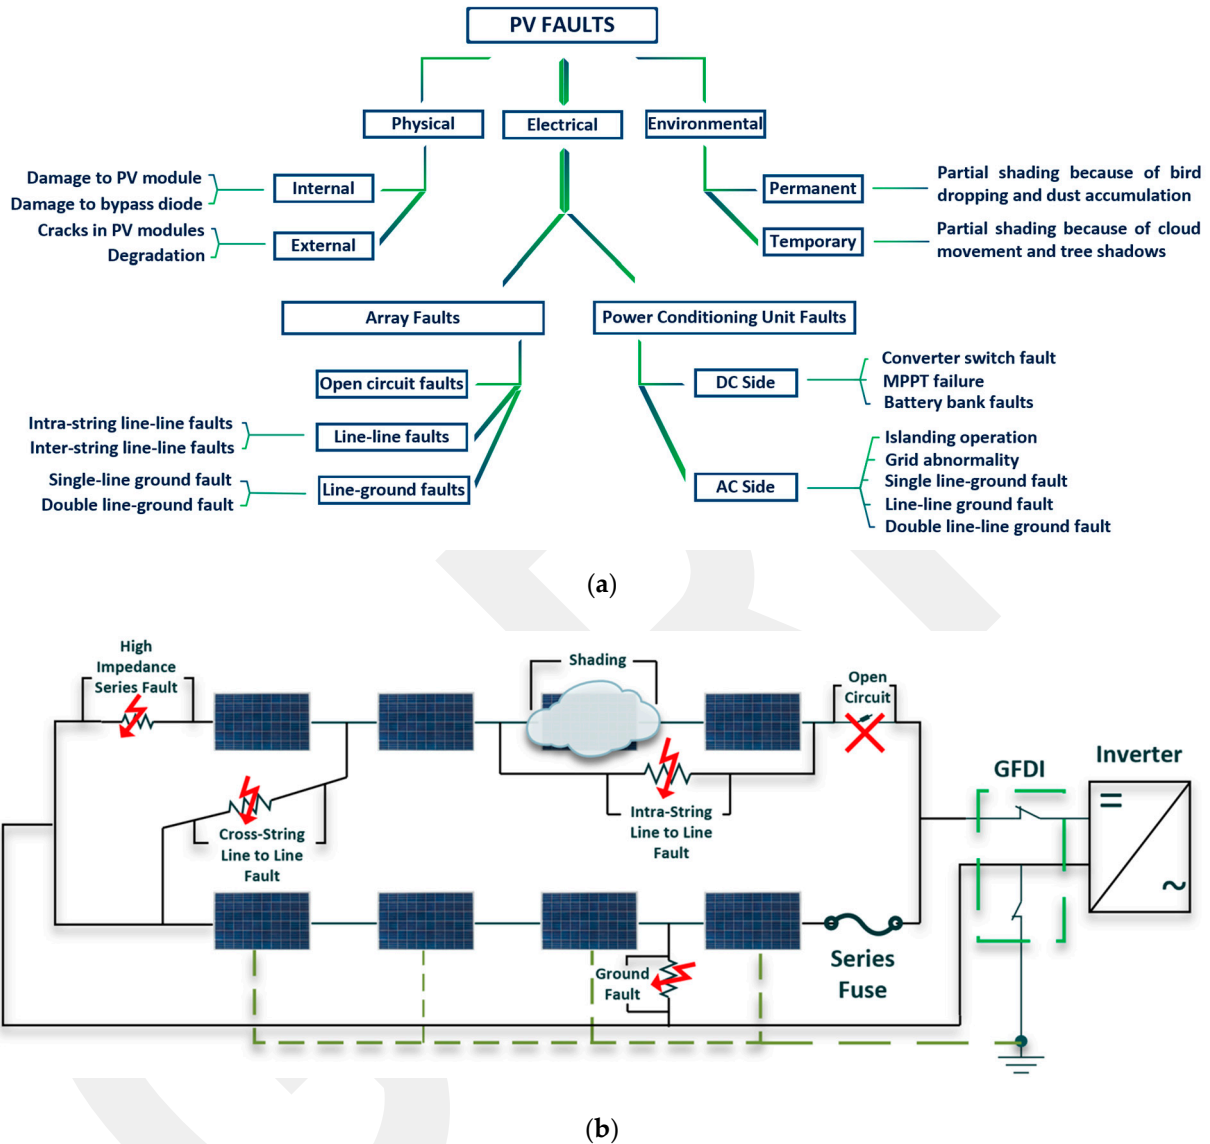 PV FAULTS
Physical
Electrical
Environmental
Damage to PV module
Damage to bypass diode
Internal
Cracks in PV modules
Degradation
External
Permanent
Partial shading because of bird
dropping and dust accumulation
Temporary
Partial shading because of cloud
movement and tree shadows
Array Faults
Power Conditioning Unit Faults
Open circuit faults
Intra-string line-line faults
Inter-string line-line faults
Line-line faults
Single-line ground fault
Double line-ground fault
Line-ground faults
DC Side
Converter switch fault
MPPT failure
Battery bank faults
AC Side
Islanding operation
Grid abnormality
Single line-ground fault
Line-line ground fault
Double line-line ground fault
(a)
High
Impedance
Series Fault
Shading
Open
Circuit
Cross-String
Line to Line
Fault
Intra-String
Line to Line
Fault
GFDI
Inverter
Ground
Fault
Series
Fuse
(b)